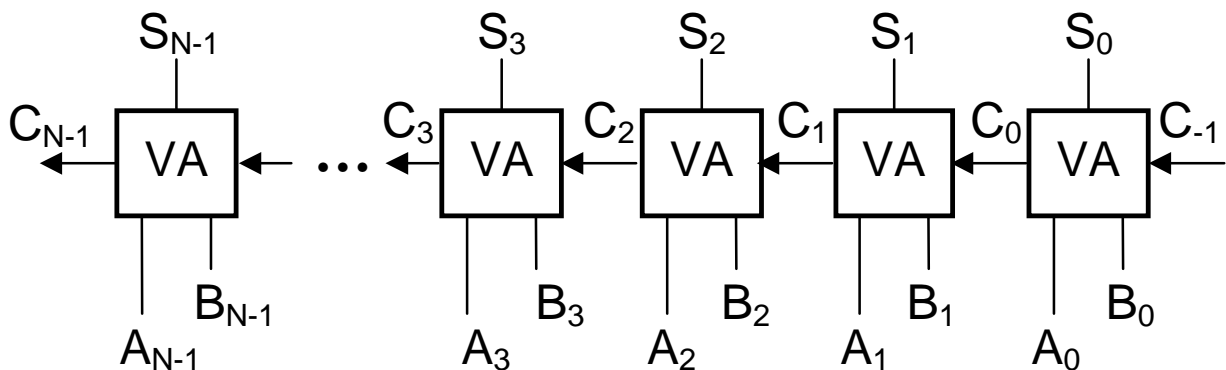 S_{N-1} S_3 S_2 S_1 S_0
C_{N-1} C_3 C_2 C_1 C_0 C_{-1}
VA ••• VA VA VA VA
B_{N-1} B_3 B_2 B_1 B_0
A_{N-1} A_3 A_2 A_1 A_0